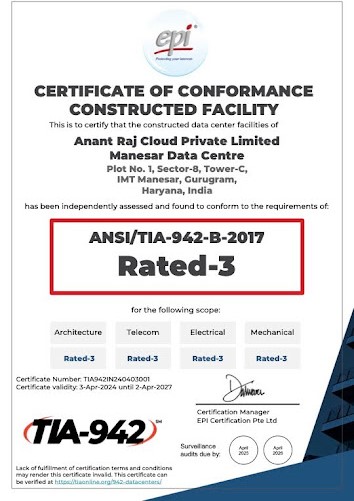 epi
CERTIFICATE OF CONFORMANCE
CONSTRUCTED FACILITY
This is to certify that the constructed data center facilities of
Anant Raj Cloud Private Limited
Manesar Data Centre
Plot No. 1, Sector-8, Tower-C,
IMT Manesar, Gurugram,
Haryana, India
has been independently assessed and found to conform to the requirements of:
ANSI/TIA-942-B-2017
Rated-3
for the following scope:
Architecture Telecom Electrical Mechanical
Rated-3 Rated-3 Rated-3 Rated-3
Certificate Number: TIA942IN240403001
Certificate validity: 3-Apr-2024 until 2-Apr-2027
Certification Manager
EPI Certification Pte Ltd
TIA-942 SM
Surveillance
audits due by:
April
2025
April
2026
Lack of fulfillment of certification terms and conditions
may render this certificate invalid. This certificate can
be verified at https://tiaonline.org/942-datacenters/